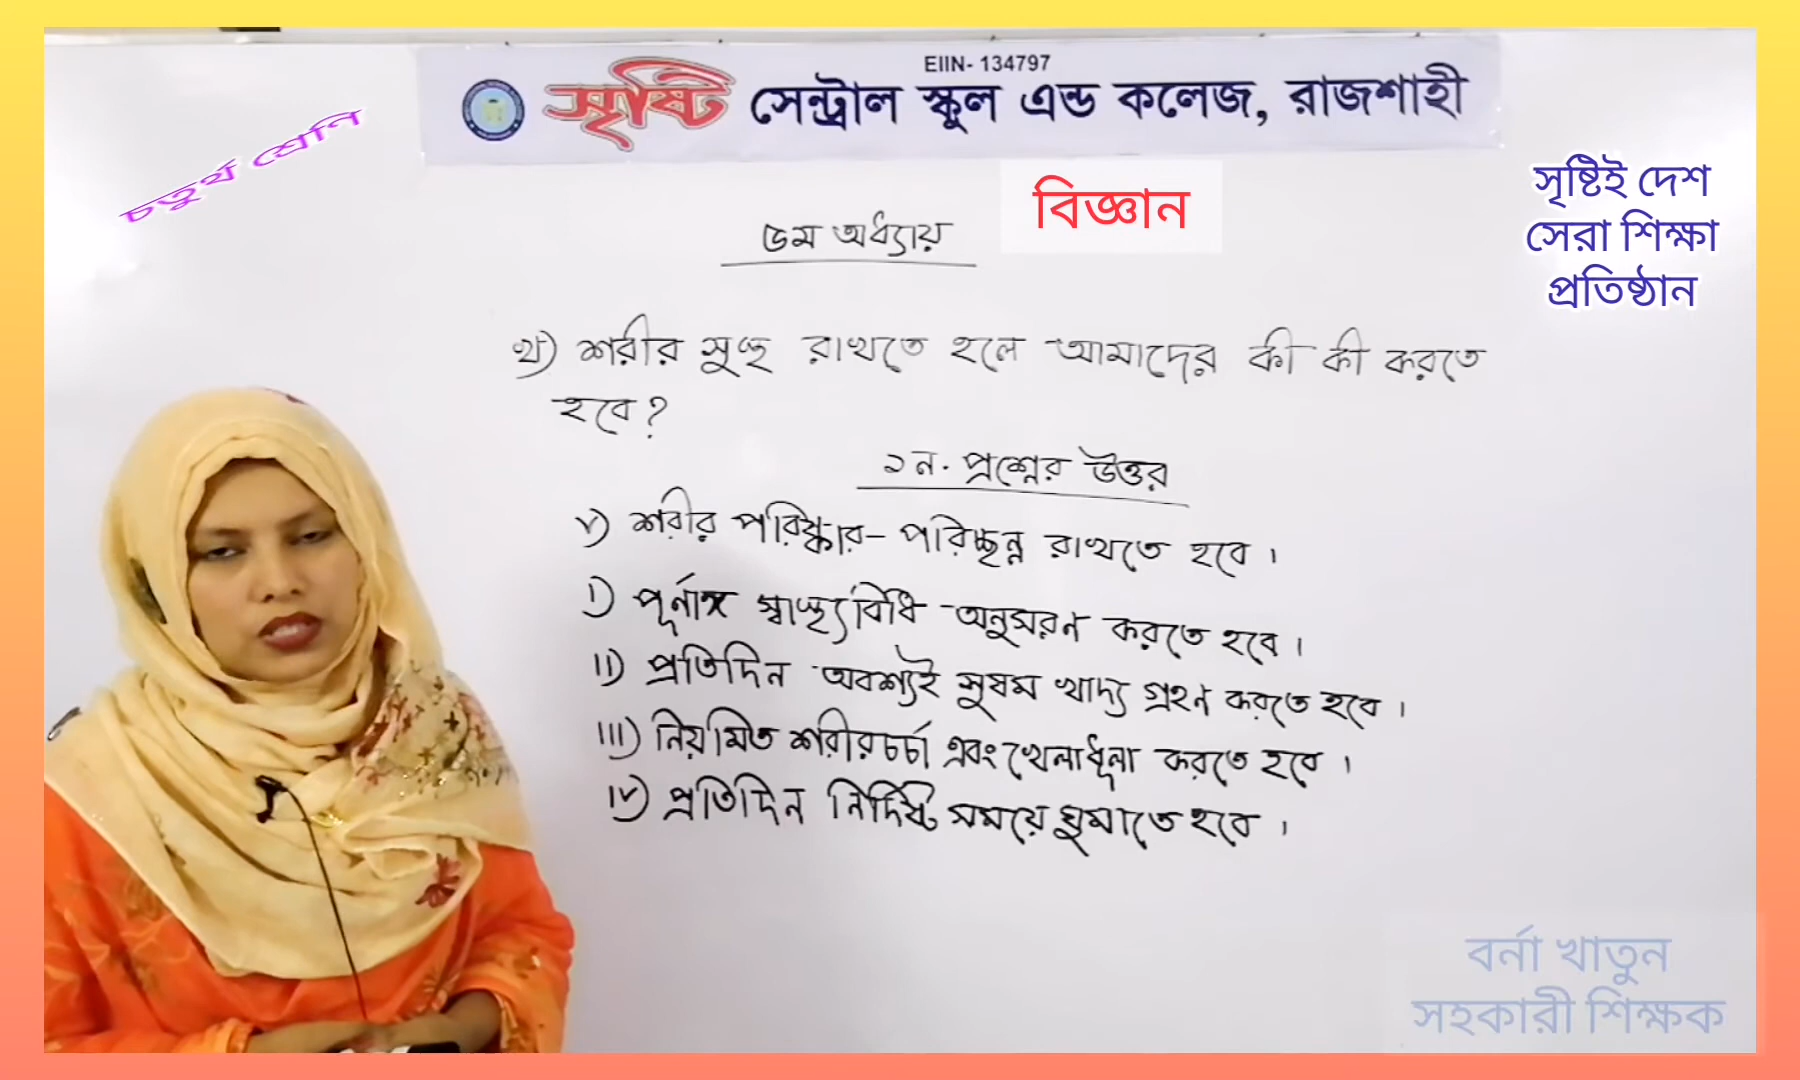 EIIN- 134797
সৃষ্টি সেন্ট্রাল স্কুল এন্ড কলেজ, রাজশাহী
চতুর্থ শ্রেনি
বিজ্ঞান
সৃষ্টিই দেশ
সেরা শিক্ষা
প্রতিষ্ঠান
৬ম অধ্যায়
খ) শরীর সুস্থ রাখতে হলে আমাদের কী কী করতে
হবে?
২ন. প্রশ্নের উত্তর
v) শরীর পরিষ্কার- পরিচ্ছন্ন রাখতে হবে।
i) পূর্নাঙ্গ স্বাস্থ্যবিধি অনুসরণ করতে হবে।
ii) প্রতিদিন অবশ্যই সুষম খাদ্য গ্রহণ করতে হবে।
iii) নিয়মিত শরীরচর্চা এবং খেলাধূলা করতে হবে।
iv) প্রতিদিন নির্দিষ্ট সময়ে ঘুমাতে হবে।
বর্না খাতুন
সহকারী শিক্ষক